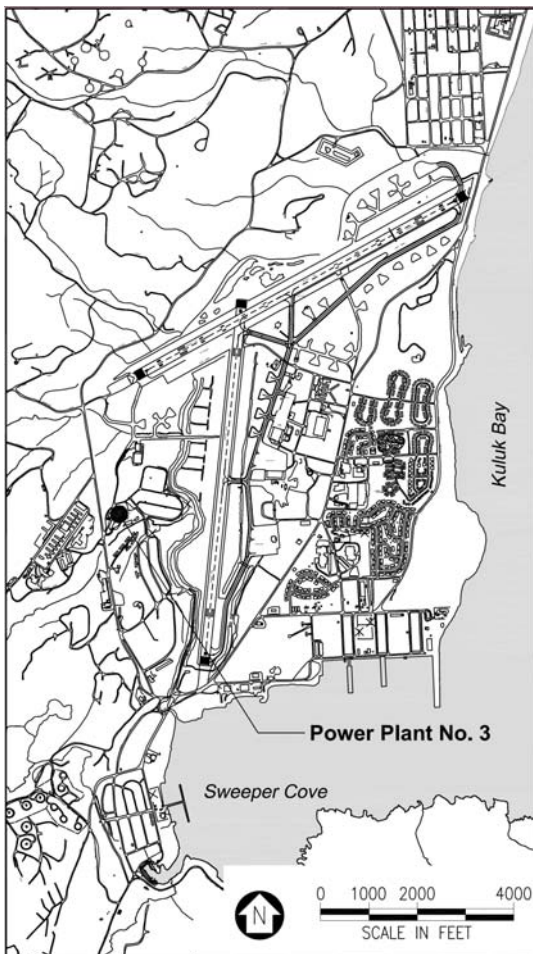 Kuluk Bay
Power Plant No. 3
Sweeper Cove
N
0 1000 2000 4000
SCALE IN FEET